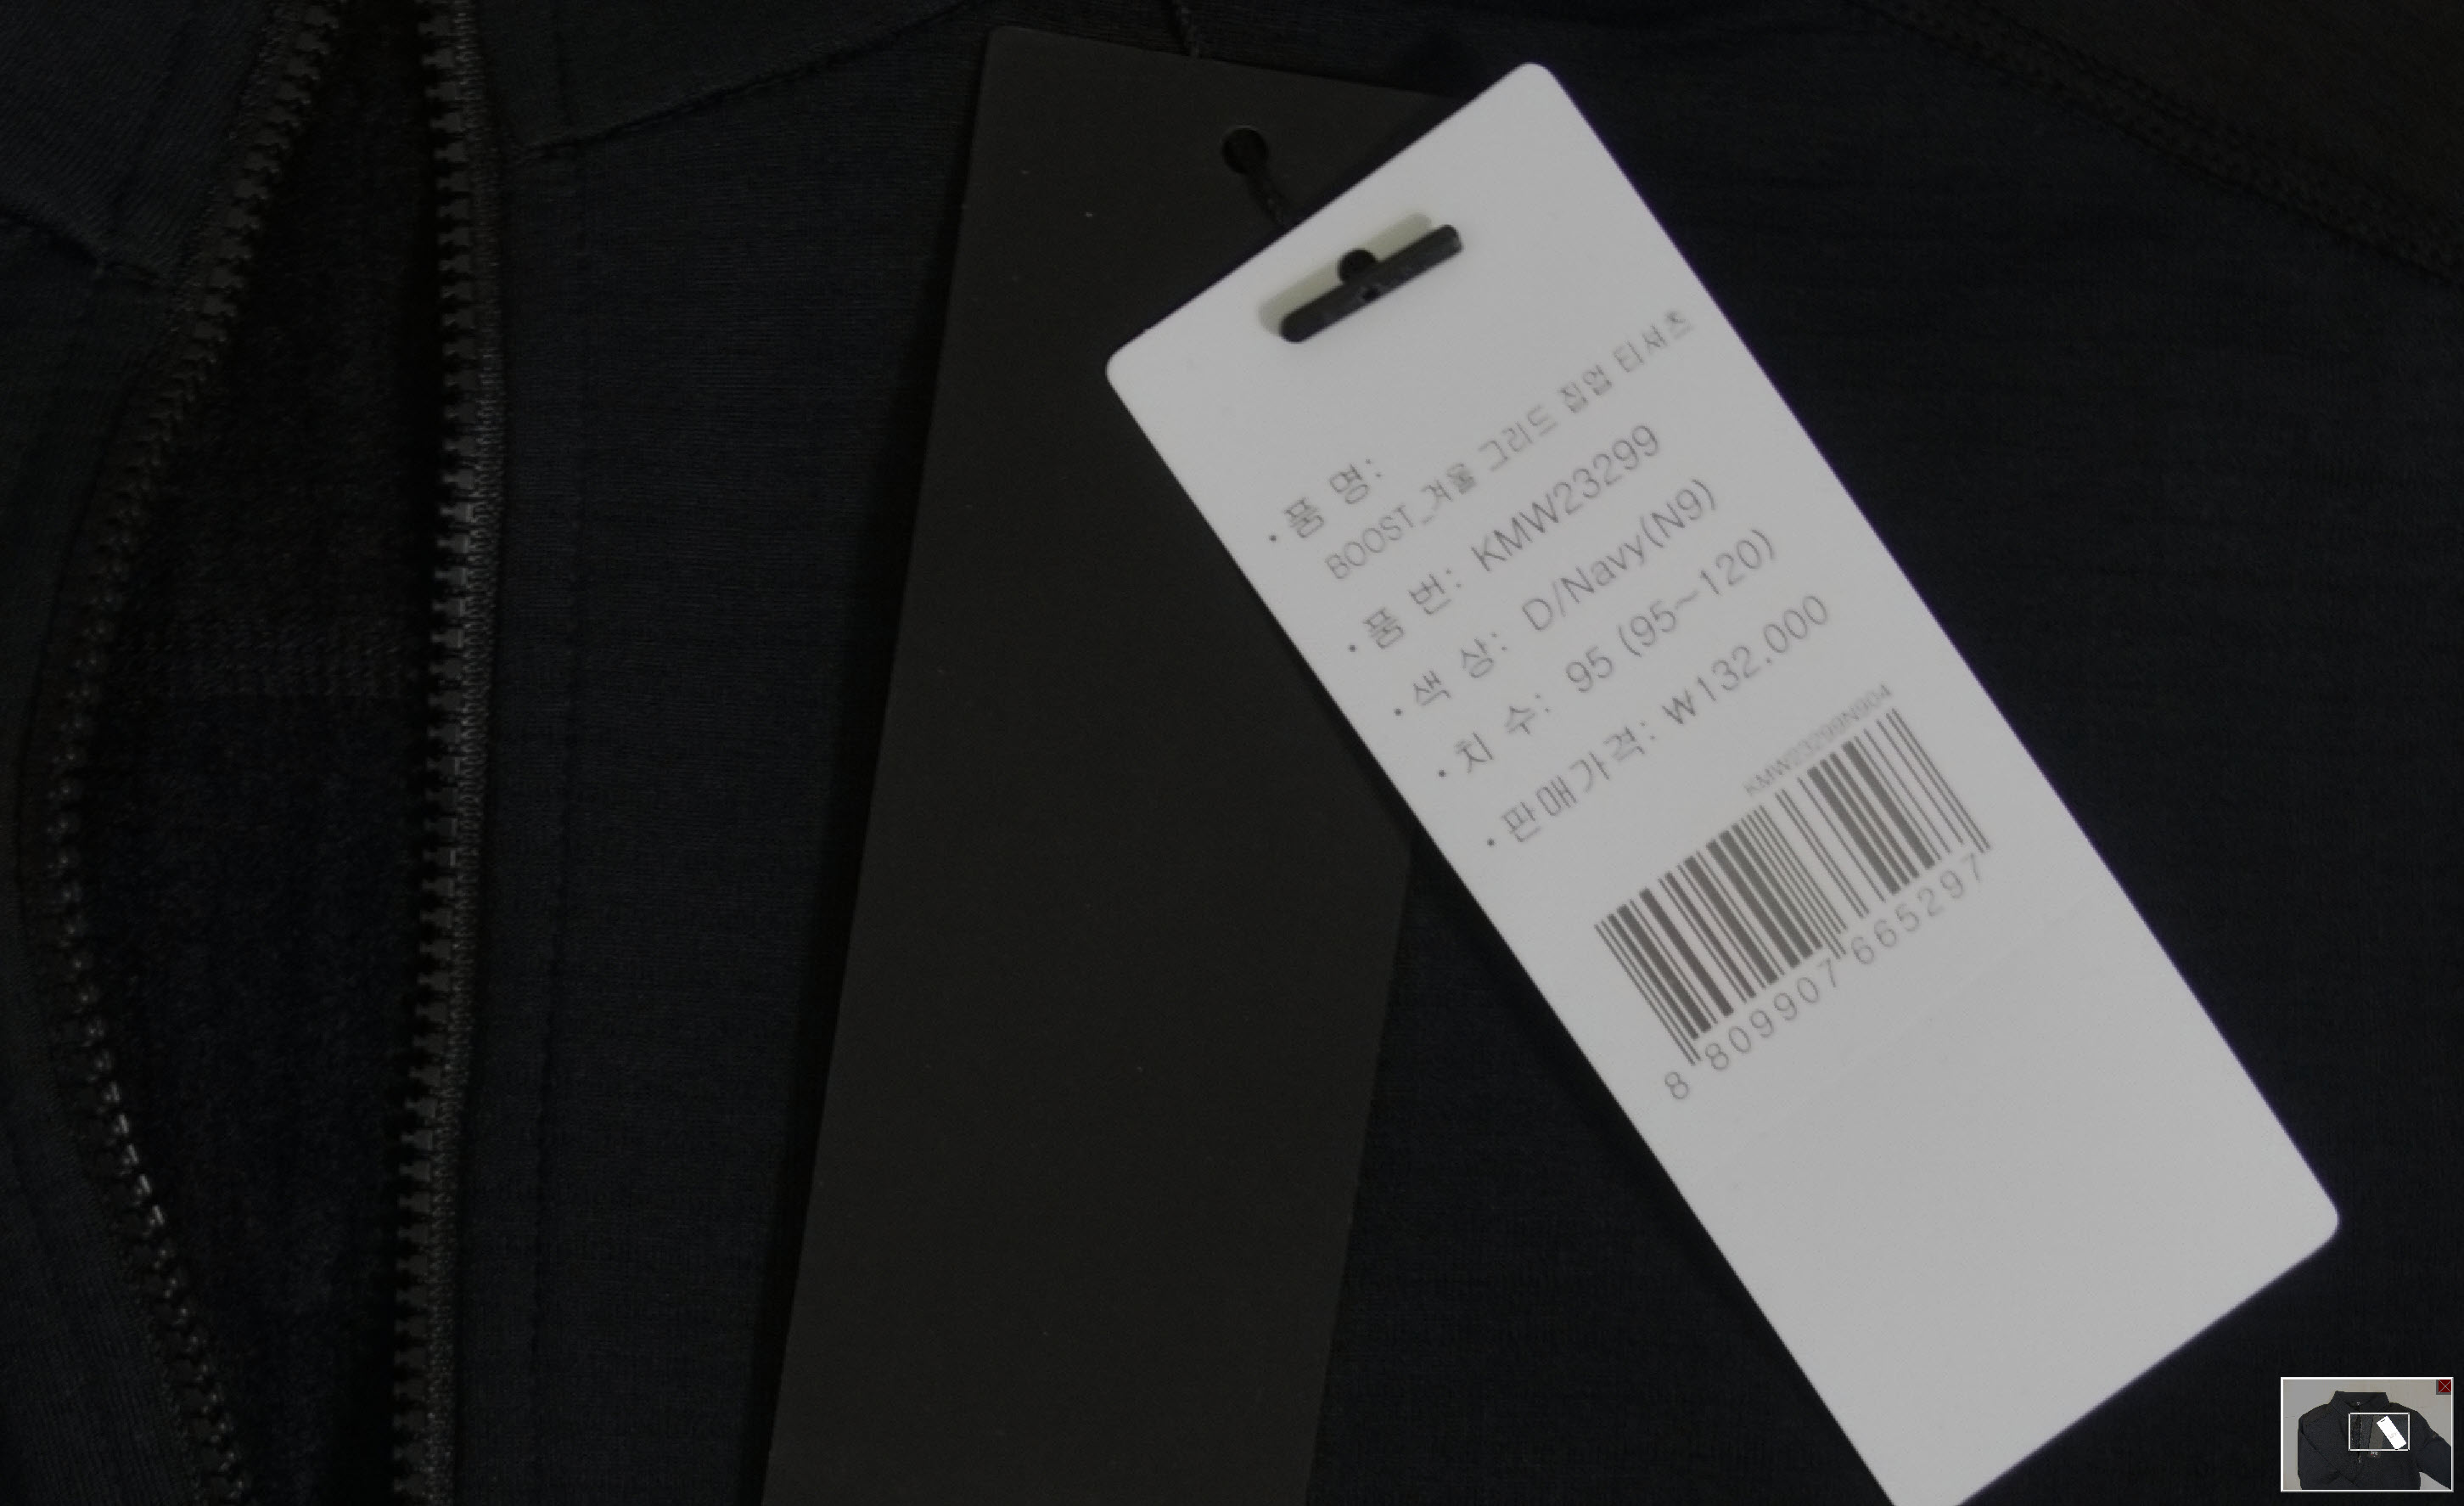 · 품 명:
BOOST_겨울 그리드 집업 티셔츠
· 품 번: KMW23299
· 색 상: D/Navy(N9)
· 치 수: 95 (95~120)
· 판매가격: ₩132,000
KMW23299N904
8 809907 665297